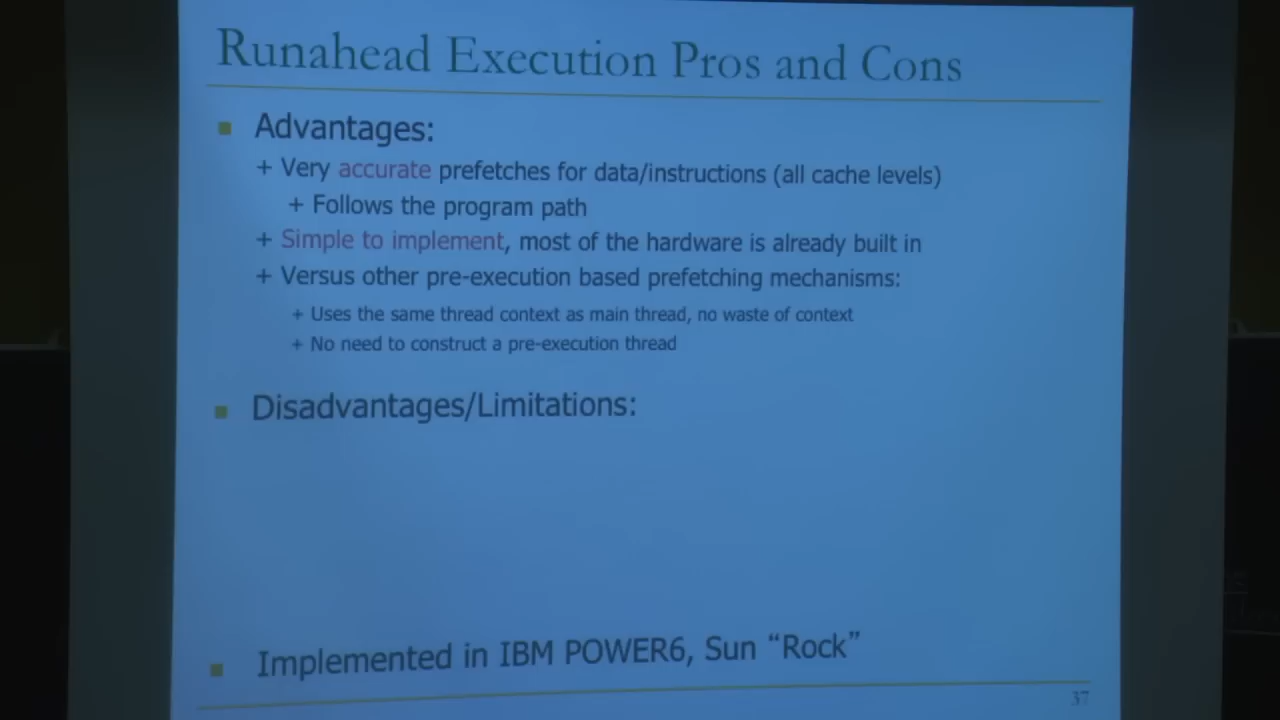 Runahead Execution Pros and Cons
Advantages:
+ Very accurate prefetches for data/instructions (all cache levels)
+ Follows the program path
+ Simple to implement, most of the hardware is already built in
+ Versus other pre-execution based prefetching mechanisms:
+ Uses the same thread context as main thread, no waste of context
+ No need to construct a pre-execution thread
Disadvantages/Limitations:
Implemented in IBM POWER6, Sun “Rock”
37